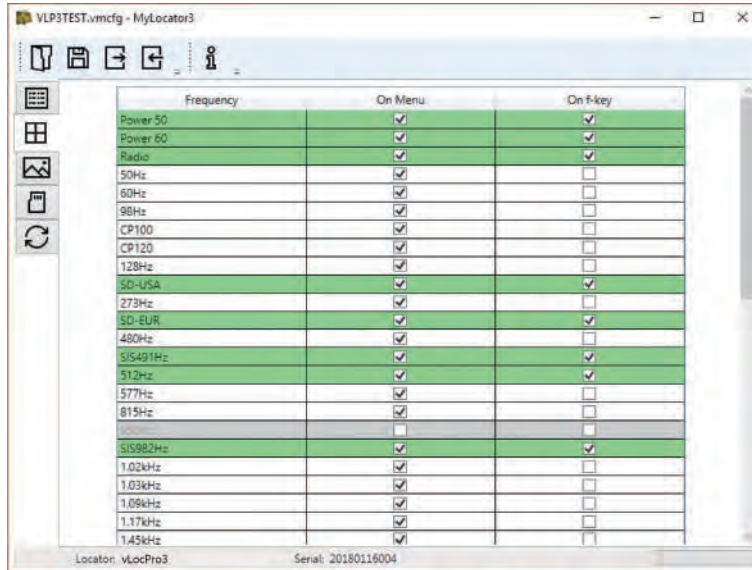 VLP3TEST.vmcfg - MyLocator3
Frequency On Menu On f-key
Power 50
Power 60
Radio
50Hz
60Hz
98Hz
CP100
CP120
128Hz
SD-USA
273Hz
SD-EUR
480Hz
SIS491Hz
512Hz
577Hz
815Hz
SIS982Hz
1.02kHz
1.03kHz
1.09kHz
1.17kHz
1.45kHz
Locator: vLocPro3 Serial: 20180116004